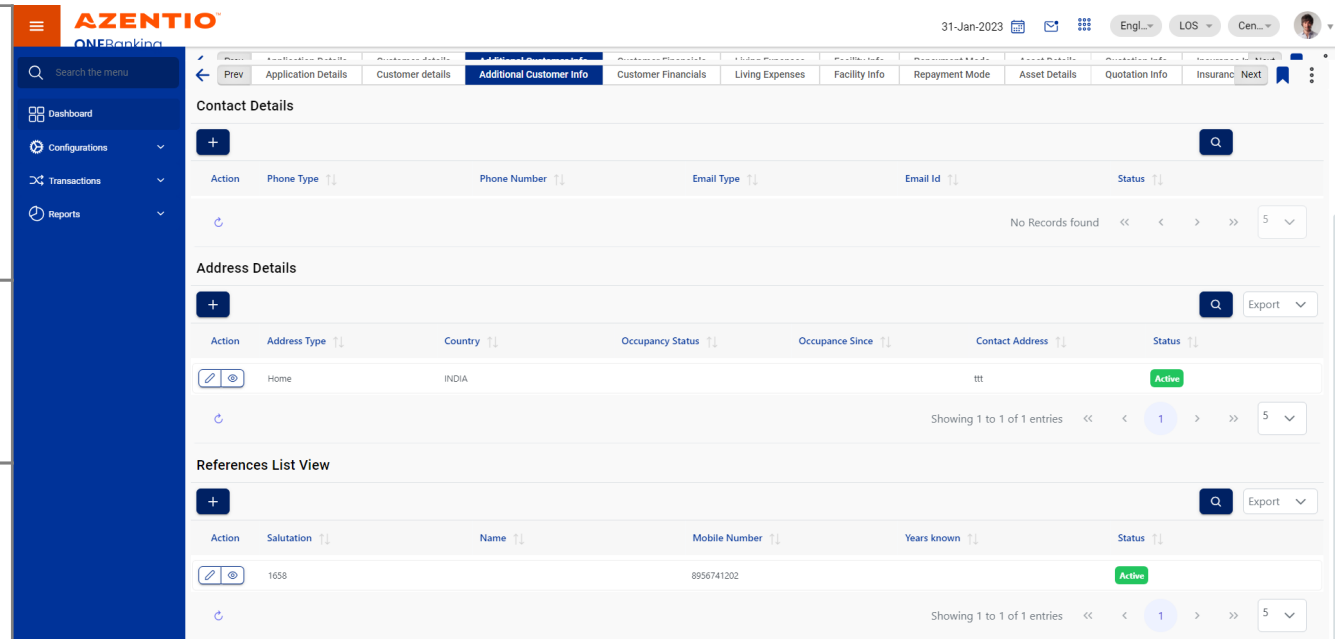 AZENTIO
ONEBanking
31-Jan-2023
Engl...
LOS
Cen...
Search the menu
Dashboard
Configurations
Transactions
Reports
Prev Application Details Customer details Additional Customer Info Customer Financials Living Expenses Facility Info Repayment Mode Asset Details Quotation Info Insuranc Next
Contact Details
+
Action Phone Type Phone Number Email Type Email Id Status
No Records found << < > >> 5
Address Details
+ Export
Action Address Type Country Occupancy Status Occupance Since Contact Address Status
Home INDIA ttt Active
Showing 1 to 1 of 1 entries << < 1 > >> 5
References List View
+ Export
Action Salutation Name Mobile Number Years known Status
1658 8956741202 Active
Showing 1 to 1 of 1 entries << < 1 > >> 5